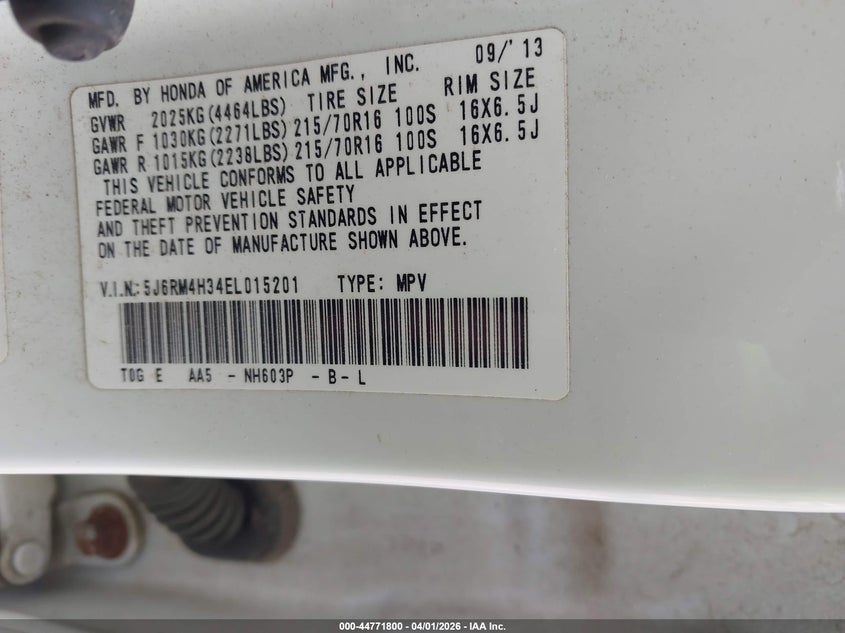 09/'13
MFD. BY HONDA OF AMERICA MFG., INC.
GVWR 2025KG(4464LBS) TIRE SIZE RIM SIZE
GAWR F 1030KG(2271LBS) 215/70R16 100S 16X6.5J
GAWR R 1015KG(2238LBS) 215/70R16 100S 16X6.5J
THIS VEHICLE CONFORMS TO ALL APPLICABLE
FEDERAL MOTOR VEHICLE SAFETY
AND THEFT PREVENTION STANDARDS IN EFFECT
ON THE DATE OF MANUFACTURE SHOWN ABOVE.
V.I.N.: 5J6RM4H34EL015201 TYPE: MPV
T0G E AA5 - NH603P - B - L
000-44771800 - 04/01/2026 - IAA Inc.